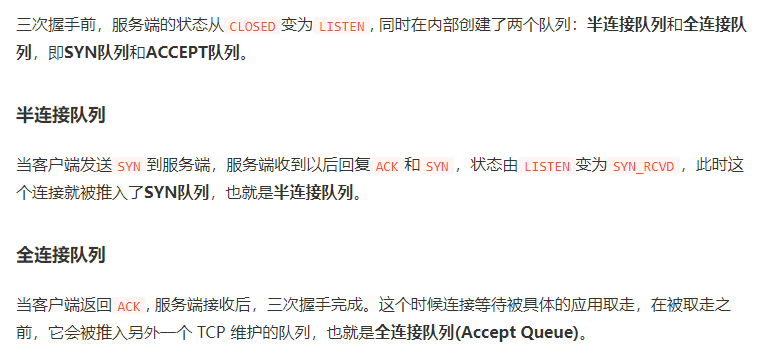 三次握手前，服务端的状态从 CLOSED 变为 LISTEN , 同时在内部创建了两个队列：半连接队列和全连接队
列，即SYN队列和ACCEPT队列。
半连接队列
当客户端发送 SYN 到服务端，服务端收到以后回复 ACK 和 SYN ，状态由 LISTEN 变为 SYN_RCVD ，此时这
个连接就被推入了SYN队列，也就是半连接队列。
全连接队列
当客户端返回 ACK , 服务端接收后，三次握手完成。这个时候连接等待被具体的应用取走，在被取走之
前，它会被推入另外一个 TCP 维护的队列，也就是全连接队列(Accept Queue)。